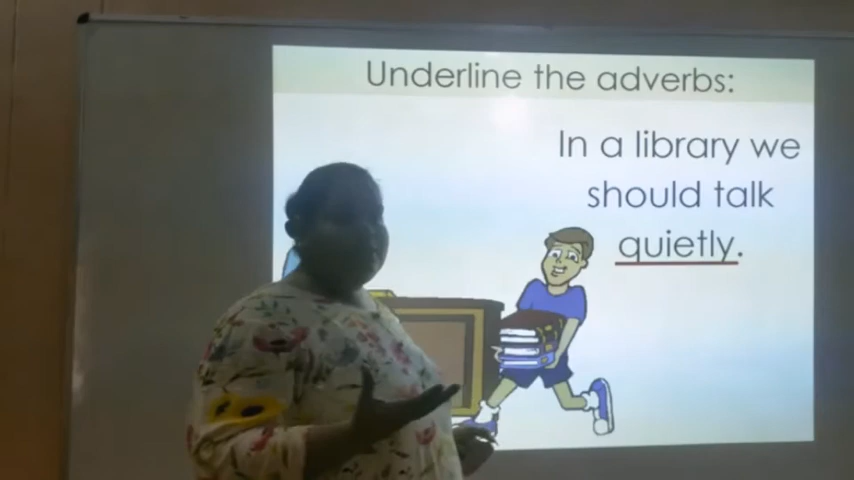 Underline the adverbs:
In a library we
should talk
quietly.